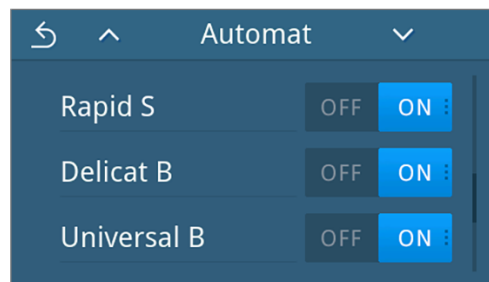 Automat
Rapid S OFF ON
Delicat B OFF ON
Universal B OFF ON